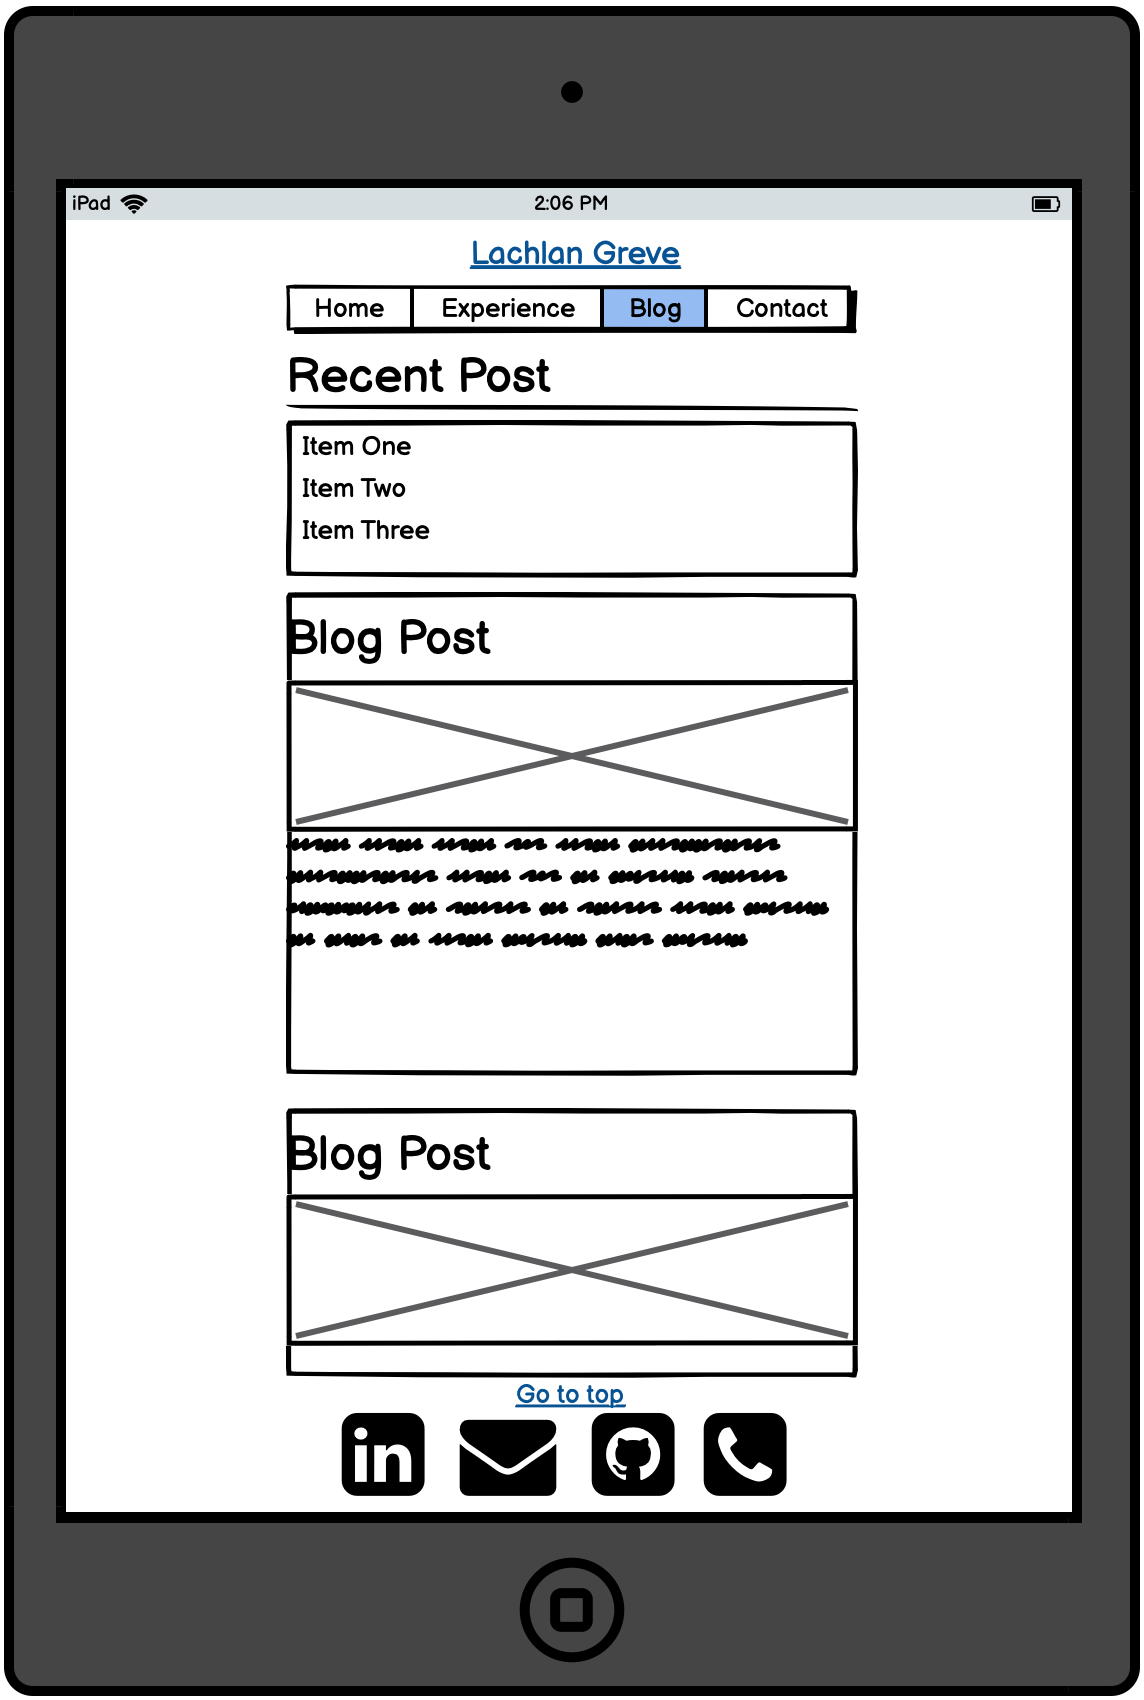 iPad 2:06 PM
Lachlan Greve
Home Experience Blog Contact
Recent Post
Item One
Item Two
Item Three
Blog Post
Blog Post
Go to top
in